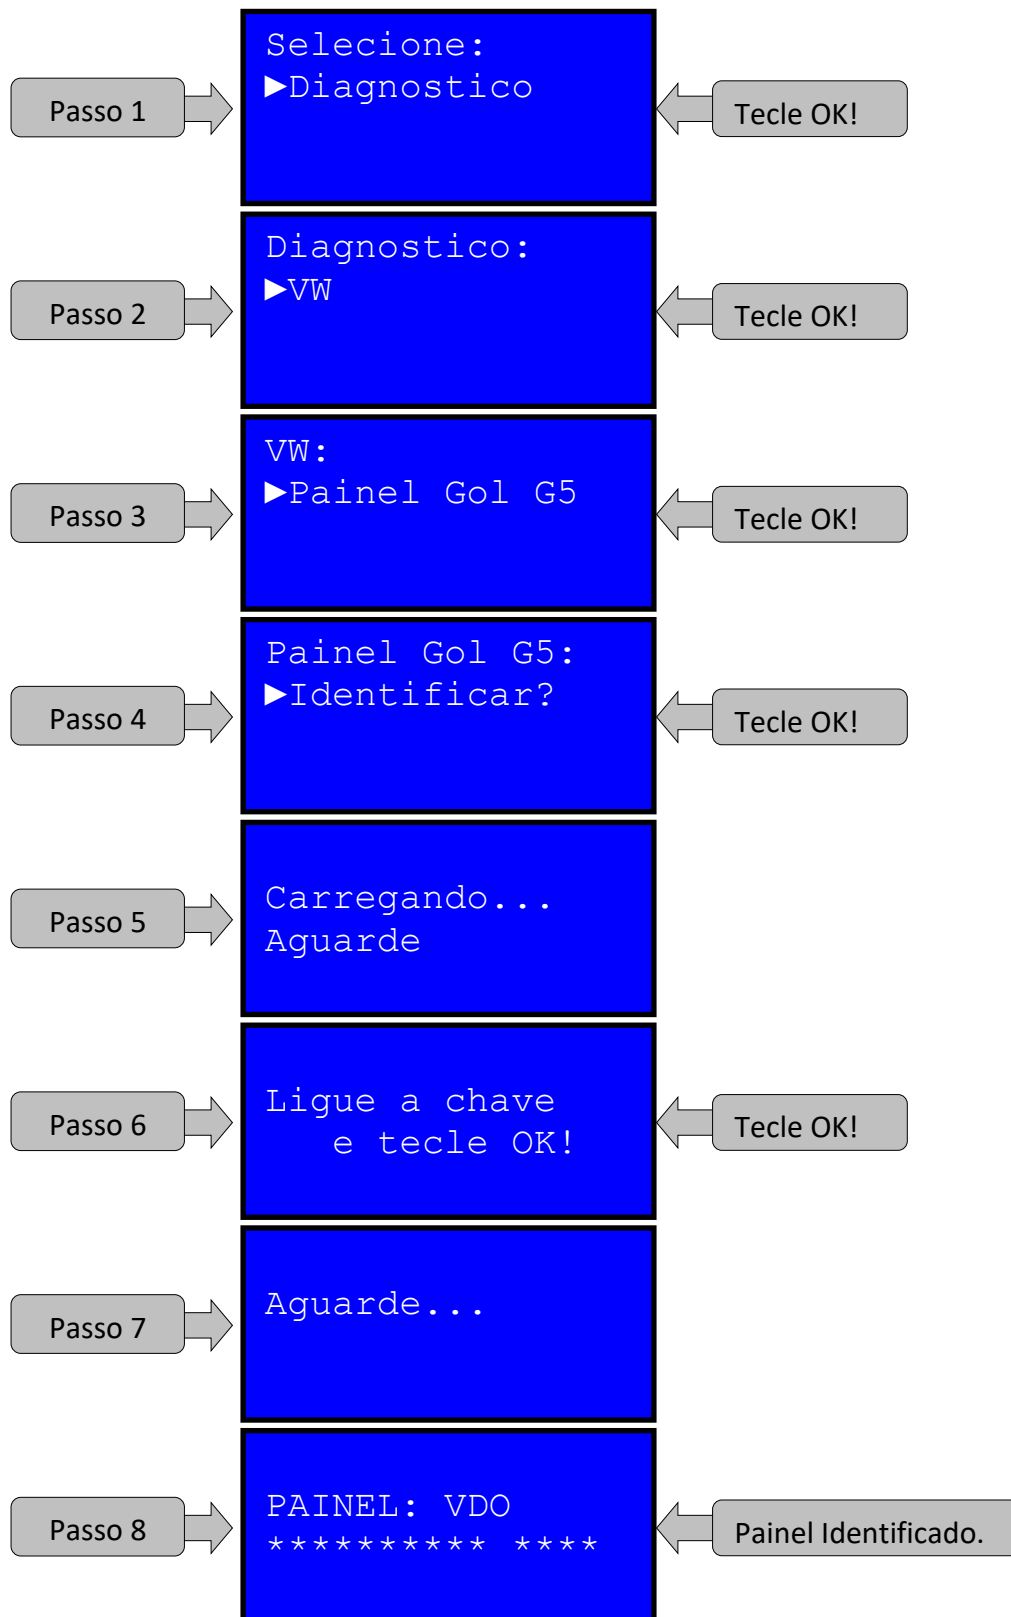 Passo 1
Selecione:
►Diagnostico
Tecle OK!
Passo 2
Diagnostico:
►VW
Tecle OK!
Passo 3
VW:
►Painel Gol G5
Tecle OK!
Passo 4
Painel Gol G5:
►Identificar?
Tecle OK!
Passo 5
Carregando...
Aguarde
Passo 6
Ligue a chave
e tecle OK!
Tecle OK!
Passo 7
Aguarde...
Passo 8
PAINEL: VDO
********** ****
Painel Identificado.